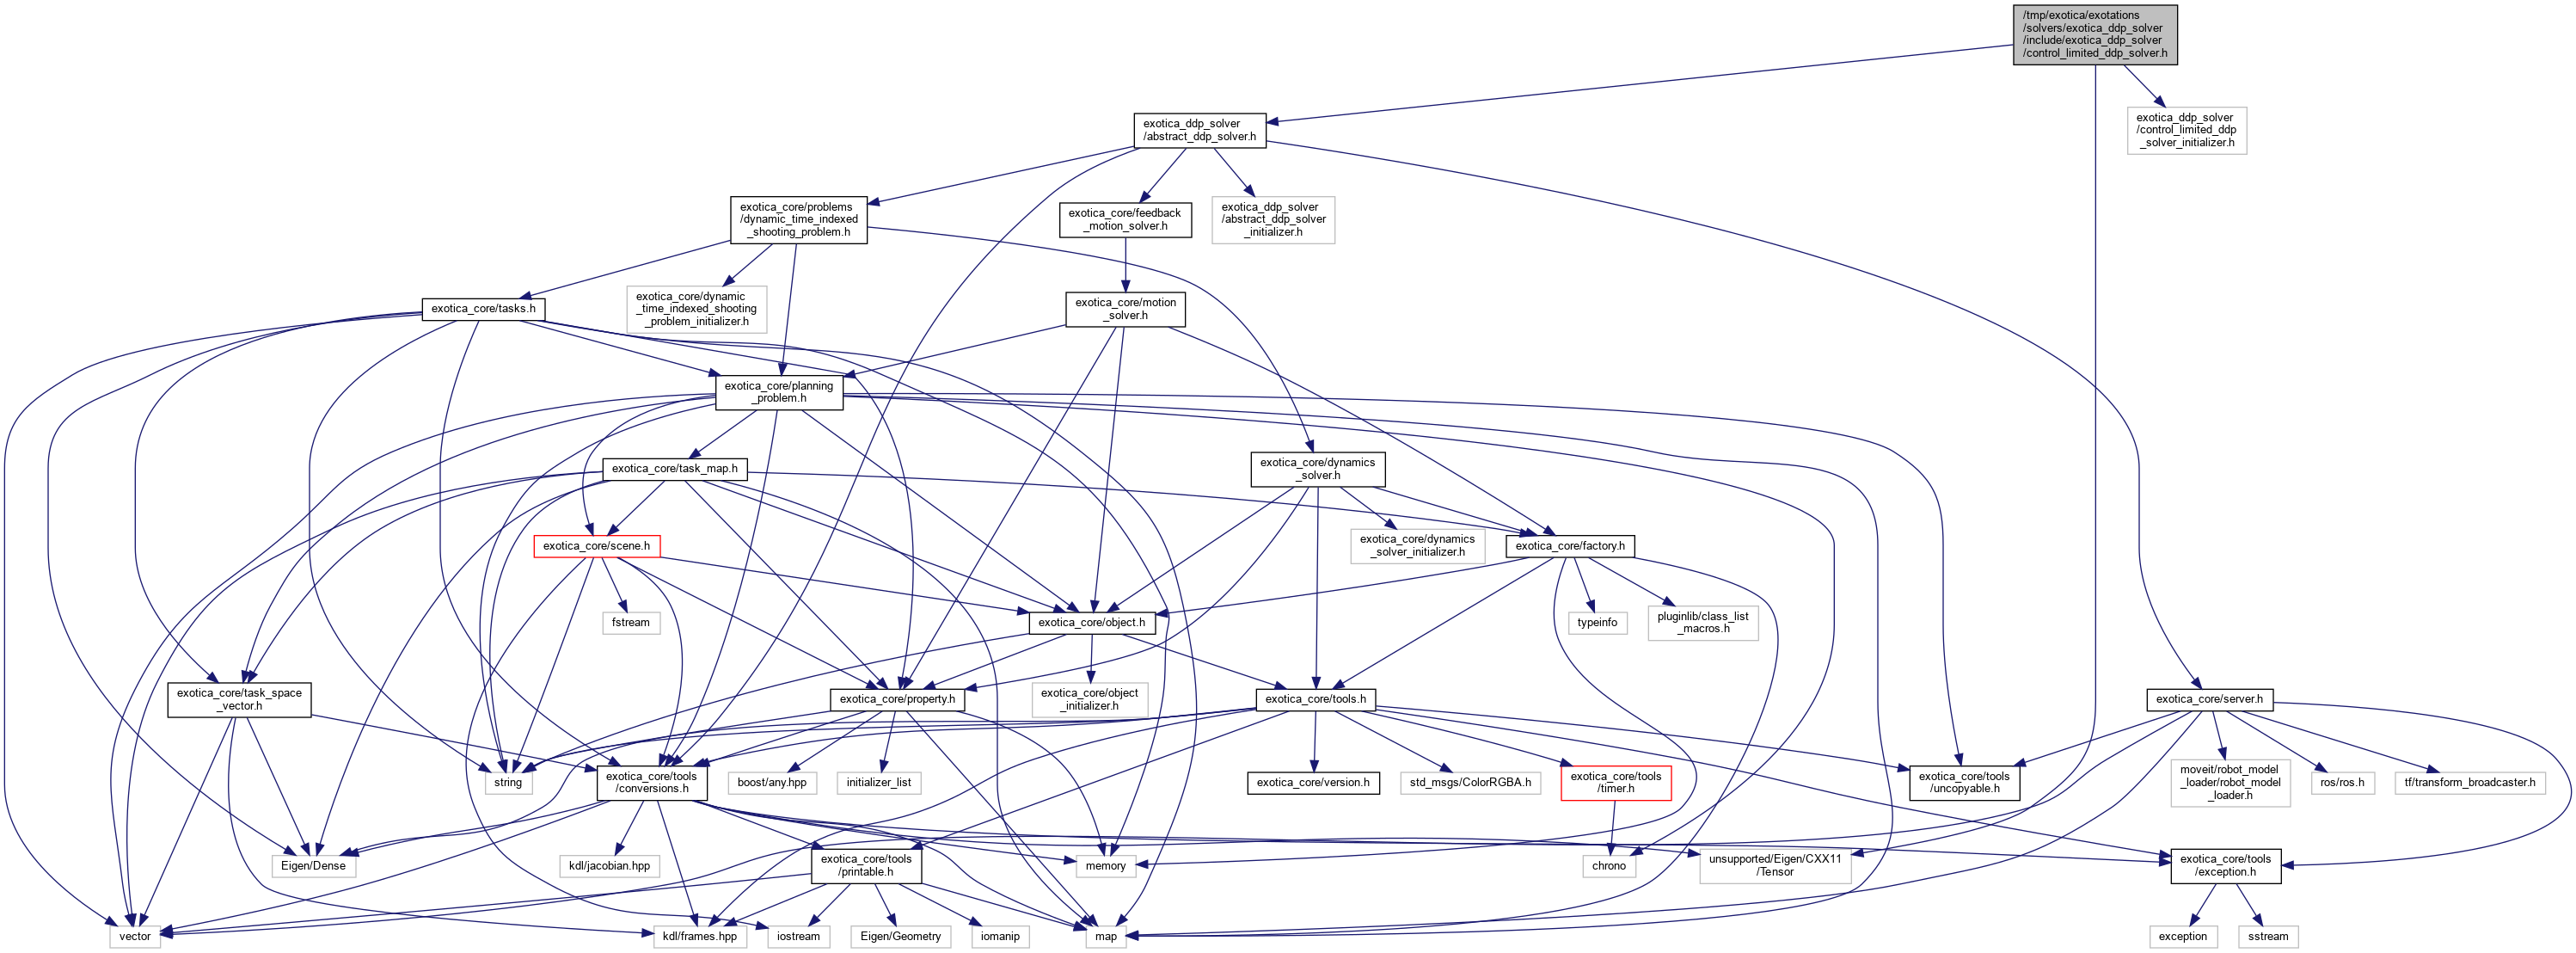 /tmp/exotica/exotations
/solvers/exotica_ddp_solver
/include/exotica_ddp_solver
/control_limited_ddp_solver.h
exotica_ddp_solver
/abstract_ddp_solver.h
exotica_ddp_solver
/control_limited_ddp
_solver_initializer.h
exotica_core/problems
/dynamic_time_indexed
_shooting_problem.h
exotica_core/feedback
_motion_solver.h
exotica_ddp_solver
/abstract_ddp_solver
_initializer.h
exotica_core/tasks.h
exotica_core/dynamic
_time_indexed_shooting
_problem_initializer.h
exotica_core/motion
_solver.h
exotica_core/planning
_problem.h
exotica_core/task_map.h
exotica_core/dynamics
_solver.h
exotica_core/scene.h
exotica_core/dynamics
_solver_initializer.h
exotica_core/factory.h
fstream
exotica_core/object.h
typeinfo
pluginlib/class_list
_macros.h
exotica_core/task_space
_vector.h
exotica_core/property.h
exotica_core/object
_initializer.h
exotica_core/tools.h
exotica_core/server.h
string
exotica_core/tools
/conversions.h
boost/any.hpp
initializer_list
exotica_core/version.h
std_msgs/ColorRGBA.h
exotica_core/tools
/timer.h
exotica_core/tools
/uncopyable.h
moveit/robot_model
_loader/robot_model
_loader.h
ros/ros.h
tf/transform_broadcaster.h
Eigen/Dense
kdl/jacobian.hpp
exotica_core/tools
/printable.h
memory
chrono
unsupported/Eigen/CXX11
/Tensor
exotica_core/tools
/exception.h
vector
kdl/frames.hpp
iostream
Eigen/Geometry
iomanip
map
exception
sstream